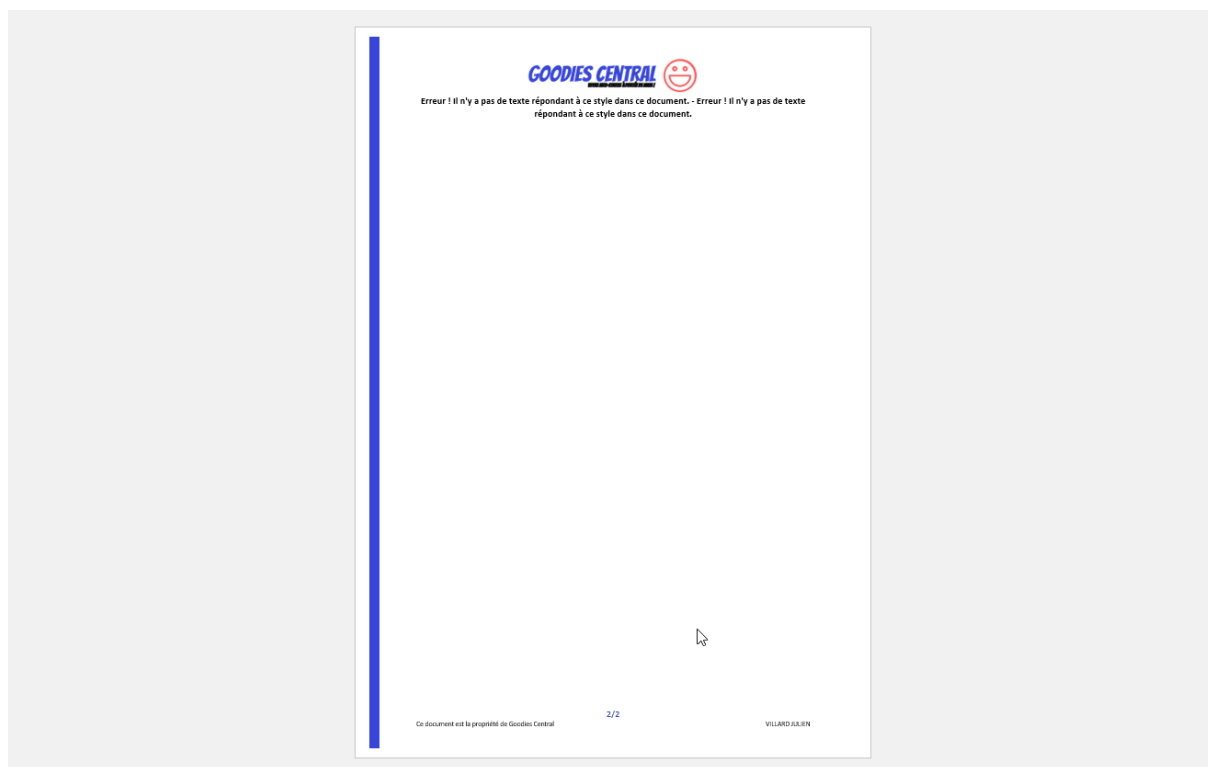 GOODIES CENTRAL
Erreur ! Il n'y a pas de texte répondant à ce style dans ce document. - Erreur ! Il n'y a pas de texte
répondant à ce style dans ce document.
2/2
Ce document est la propriété de Goodies Central
VILLARD JULIEN